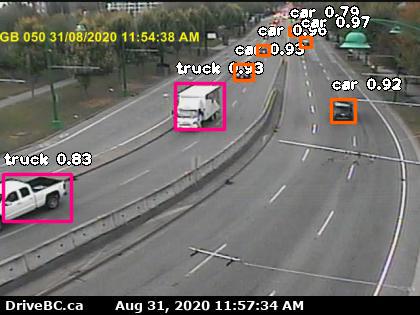 car 0.79
car 0.97
car 0.96
GB 050 31/08/2020 11:54:38 AM
car 0.93
truck 0.93
car 0.92
truck 0.83
DriveBC.ca Aug 31, 2020 11:57:34 AM